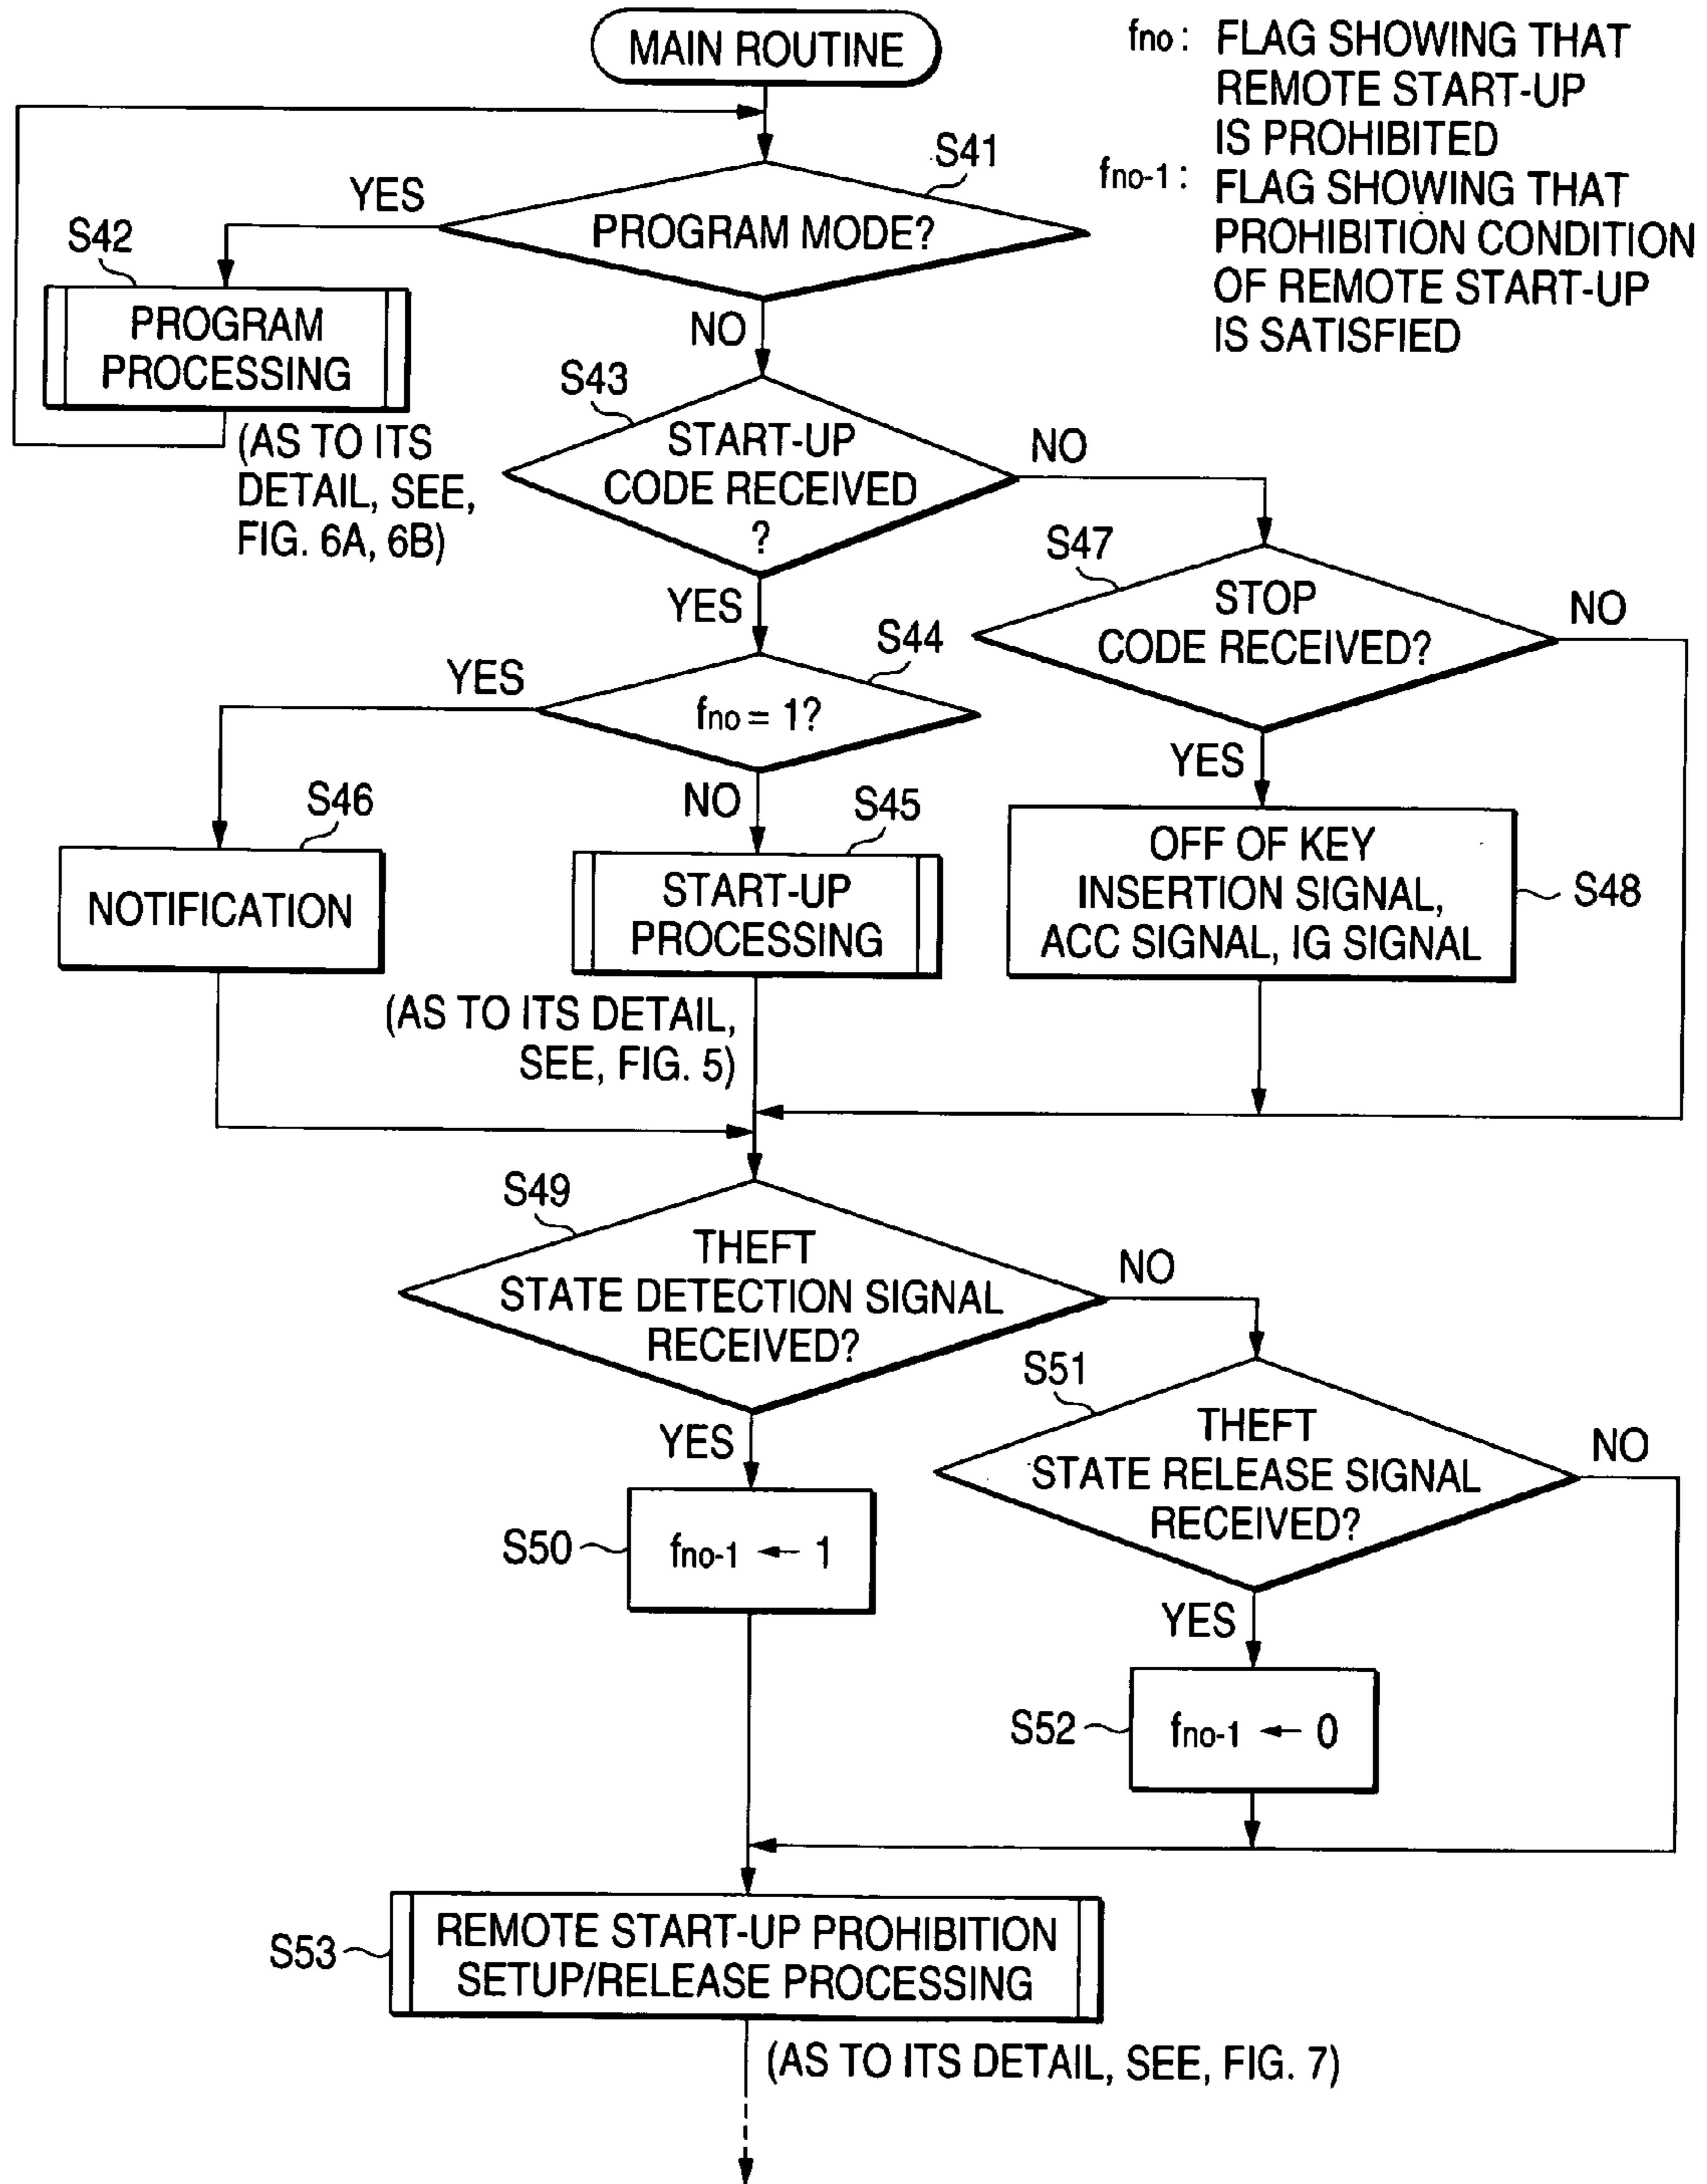 MAIN ROUTINE
fno: FLAG SHOWING THAT
REMOTE START-UP
IS PROHIBITED
fno-1: FLAG SHOWING THAT
PROHIBITION CONDITION
OF REMOTE START-UP
IS SATISFIED
S41
PROGRAM MODE?
YES
NO
S42
PROGRAM
PROCESSING
(AS TO ITS
DETAIL, SEE,
FIG. 6A, 6B)
S43
START-UP
CODE RECEIVED
?
NO
YES
S47
STOP
CODE RECEIVED?
NO
YES
S44
fno = 1?
YES
NO
S46
NOTIFICATION
S45
START-UP
PROCESSING
(AS TO ITS DETAIL,
SEE, FIG. 5)
OFF OF KEY
INSERTION SIGNAL,
ACC SIGNAL, IG SIGNAL
S48
S49
THEFT
STATE DETECTION SIGNAL
RECEIVED?
NO
YES
S51
THEFT
STATE RELEASE SIGNAL
RECEIVED?
NO
YES
S50
fno-1 ← 1
S52
fno-1 ← 0
S53
REMOTE START-UP PROHIBITION
SETUP/RELEASE PROCESSING
(AS TO ITS DETAIL, SEE, FIG. 7)